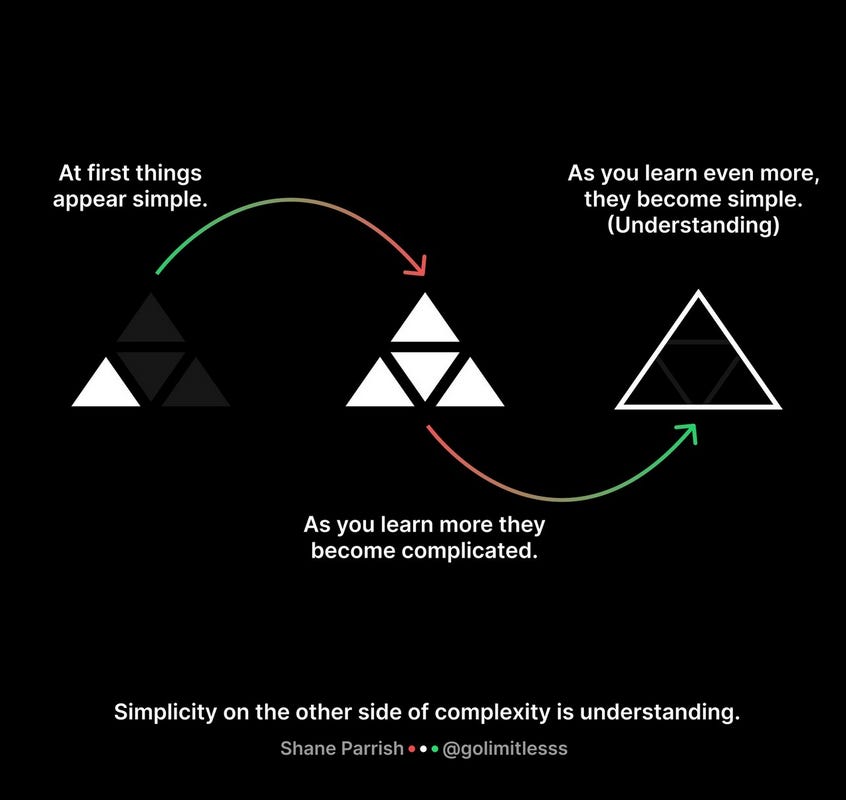 At first things
appear simple.
As you learn even more,
they become simple.
(Understanding)
As you learn more they
become complicated.
Simplicity on the other side of complexity is understanding.
Shane Parrish ••• @golimitlesss